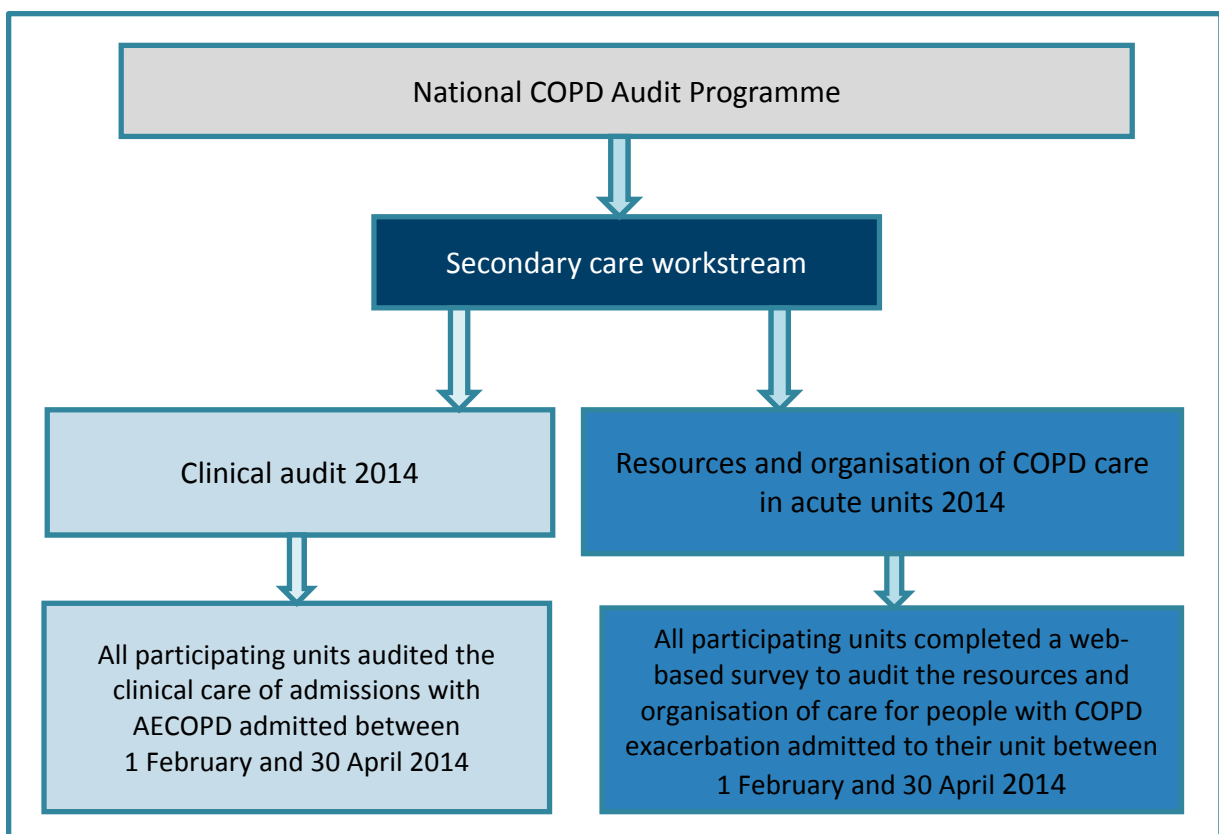 National COPD Audit Programme
Secondary care workstream
Clinical audit 2014
Resources and organisation of COPD care
in acute units 2014
All participating units audited the
clinical care of admissions with
AECOPD admitted between
1 February and 30 April 2014
All participating units completed a web-
based survey to audit the resources and
organisation of care for people with COPD
exacerbation admitted to their unit between
1 February and 30 April 2014